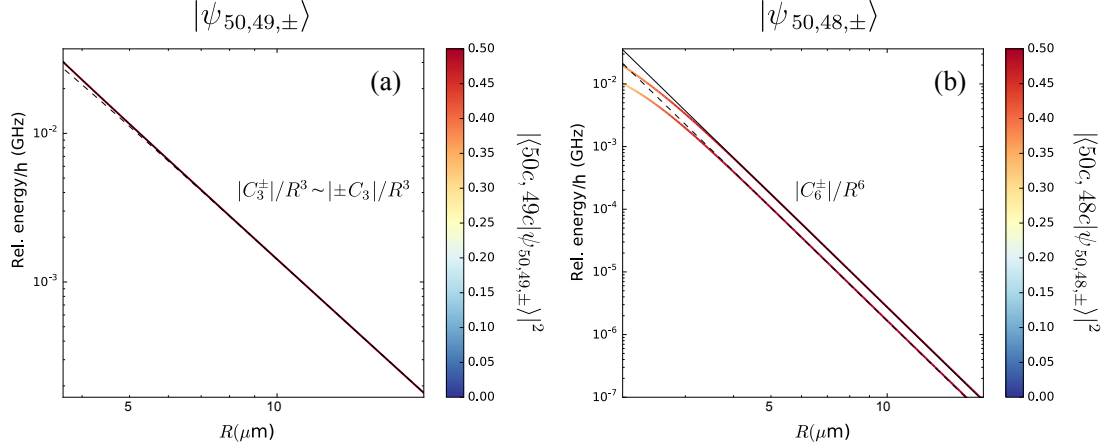 |ψ50,49,±⟩
(a)
|C3±|/R³∼|±C3|/R³
Rel. energy/h (GHz)
10⁻²
10⁻³
5
10
R(μm)
0.50
0.45
0.40
0.35
0.30
0.25
0.20
0.15
0.10
0.05
0.00
|⟨50c, 49c|ψ50,49,±⟩|²
|ψ50,48,±⟩
(b)
|C6±|/R⁶
Rel. energy/h (GHz)
10⁻²
10⁻³
10⁻⁴
10⁻⁵
10⁻⁶
10⁻⁷
5
10
R(μm)
0.50
0.45
0.40
0.35
0.30
0.25
0.20
0.15
0.10
0.05
0.00
|⟨50c, 48c|ψ50,48,±⟩|²